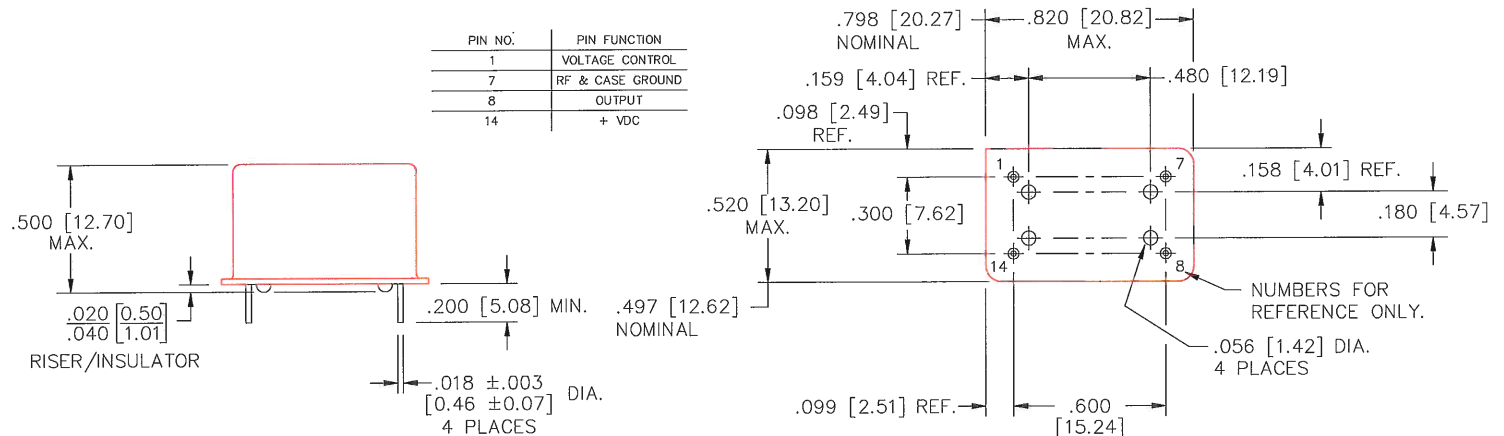 PIN NO. PIN FUNCTION
1 VOLTAGE CONTROL
7 RF & CASE GROUND
8 OUTPUT
14 + VDC
.500 [12.70]
MAX.
.020 [0.50]
.040 [1.01]
RISER/INSULATOR
.200 [5.08] MIN.
.018 ±.003
[0.46 ±0.07]
DIA.
4 PLACES
.798 [20.27]
NOMINAL
.820 [20.82]
MAX.
.159 [4.04] REF.
.480 [12.19]
.098 [2.49]
REF.
.520 [13.20]
MAX.
.300 [7.62]
.497 [12.62]
NOMINAL
1
7
14
8
.158 [4.01] REF.
.180 [4.57]
NUMBERS FOR
REFERENCE ONLY.
.056 [1.42] DIA.
4 PLACES
.099 [2.51] REF.
.600
[15.24]